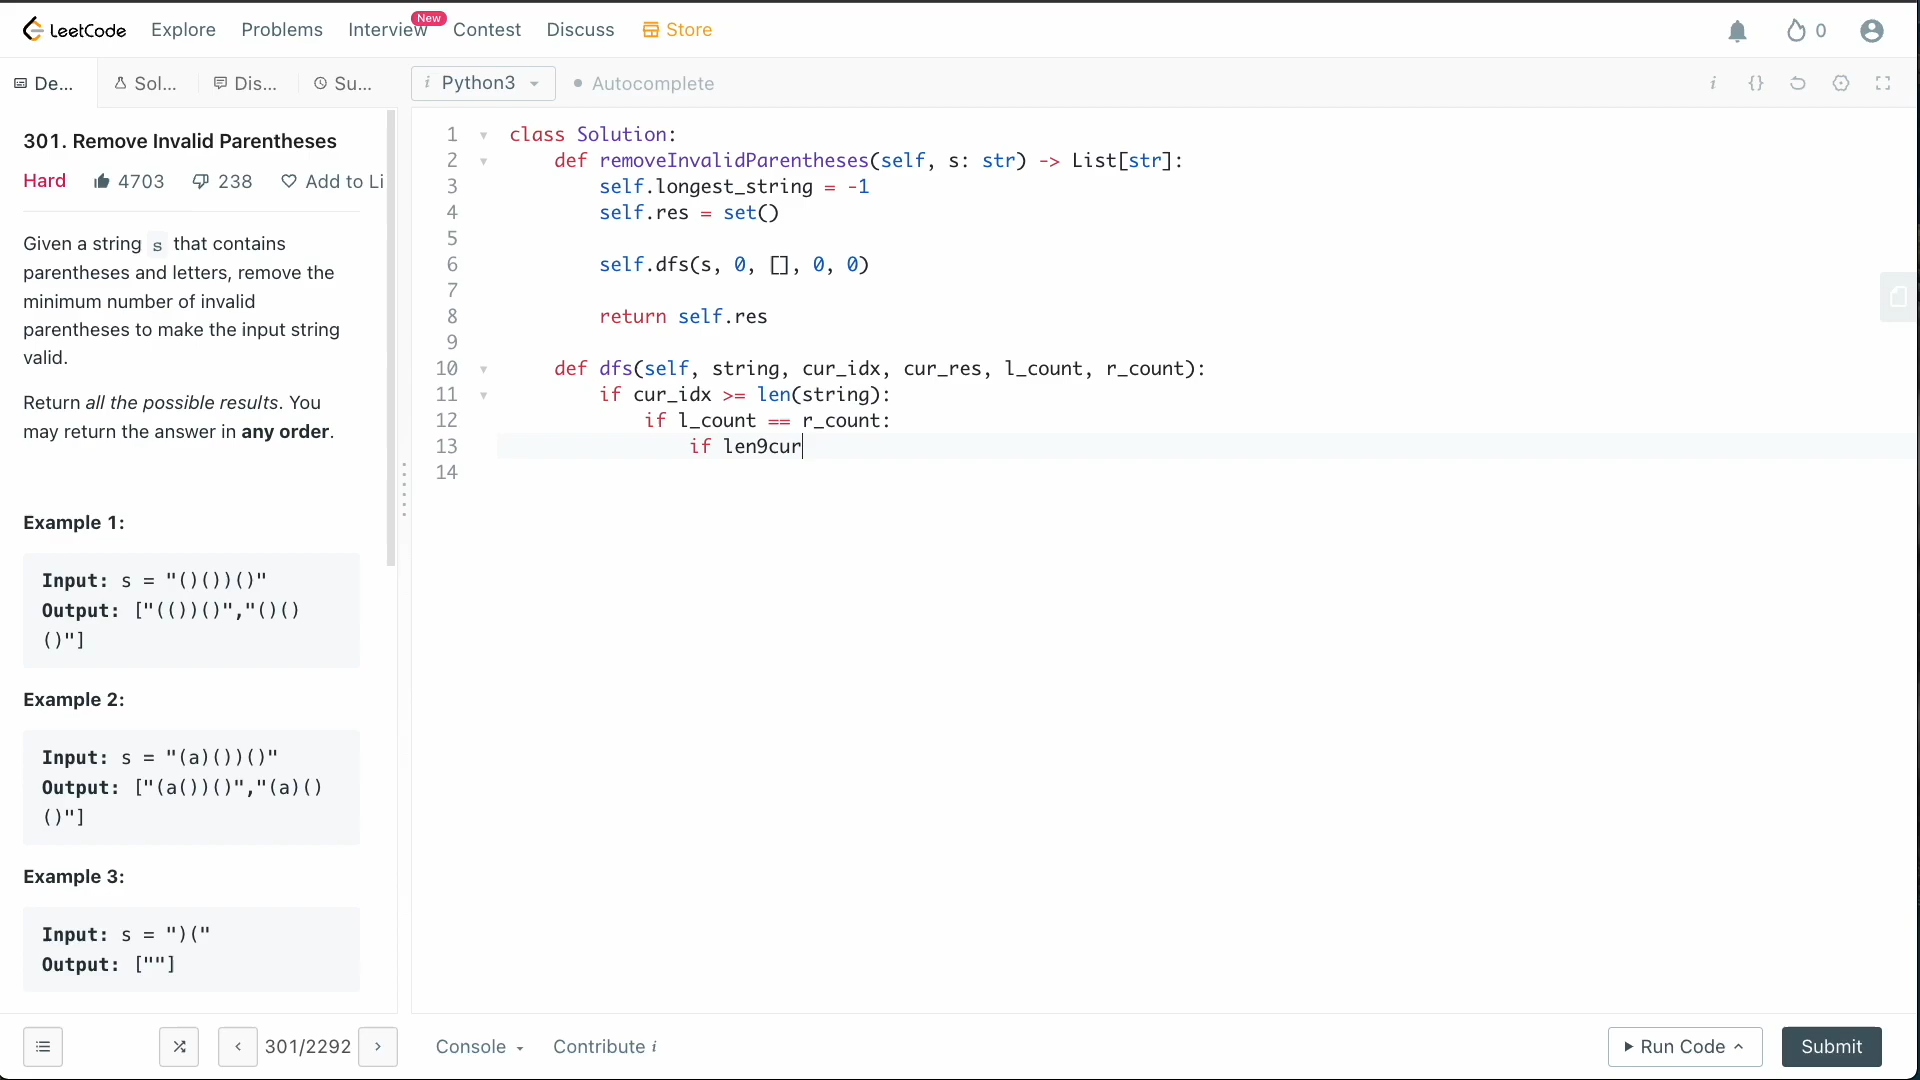 LeetCode Explore Problems Interview New Contest Discuss Store 0
De... Sol... Dis... Su... i Python3 Autocomplete i {}
301. Remove Invalid Parentheses
Hard 4703 238 Add to Li
Given a string s that contains
parentheses and letters, remove the
minimum number of invalid
parentheses to make the input string
valid.
Return all the possible results. You
may return the answer in any order.
Example 1:
Input: s = "()())()"
Output: ["(())()","()()
()"]
Example 2:
Input: s = "(a)())()"
Output: ["(a())()","(a)()
()"]
Example 3:
Input: s = ")("
Output: [""]
1 class Solution:
2 def removeInvalidParentheses(self, s: str) -> List[str]:
3 self.longest_string = -1
4 self.res = set()
5
6 self.dfs(s, 0, [], 0, 0)
7
8 return self.res
9
10 def dfs(self, string, cur_idx, cur_res, l_count, r_count):
11 if cur_idx >= len(string):
12 if l_count == r_count:
13 if len9cur
14
< 301/2292 > Console Contribute i Run Code Submit